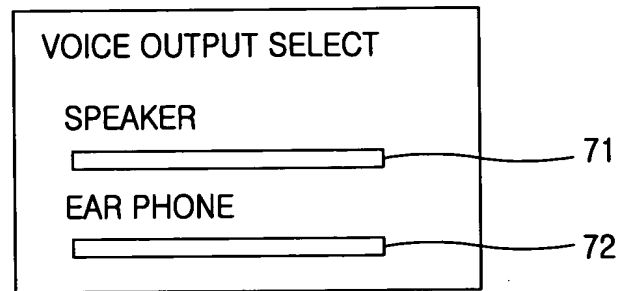 VOICE OUTPUT SELECT
SPEAKER
71
EAR PHONE
72